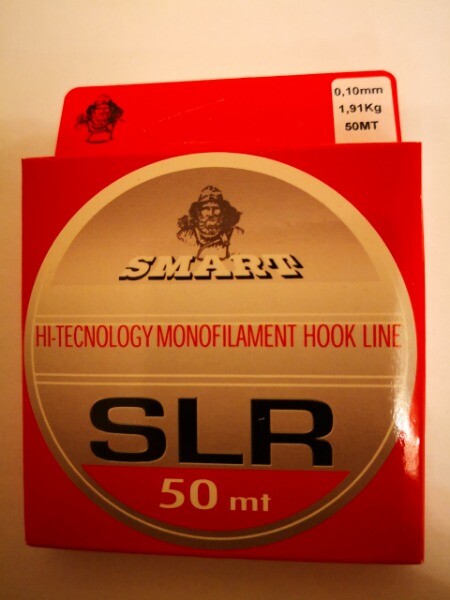 0,10mm
1,91Kg
50MT
SMART
HI-TECNOLOGY MONOFILAMENT HOOK LINE
SLR
50 mt